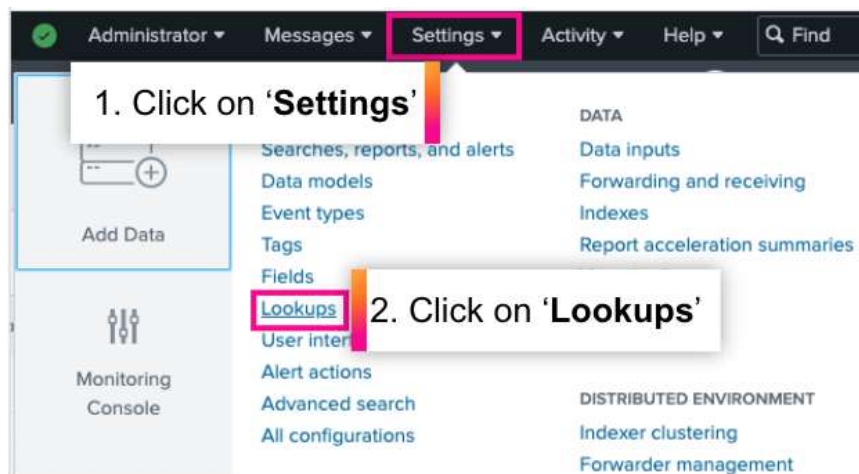 Administrator ▾ Messages ▾ Settings ▾ Activity ▾ Help ▾ Find
1. Click on ‘Settings’
DATA
Searches, reports, and alerts
Data inputs
Data models
Forwarding and receiving
Event types
Indexes
Add Data
Tags
Report acceleration summaries
Fields
Lookups
2. Click on ‘Lookups’
User inter
Monitoring
Console
Alert actions
Advanced search
DISTRIBUTED ENVIRONMENT
All configurations
Indexer clustering
Forwarder management